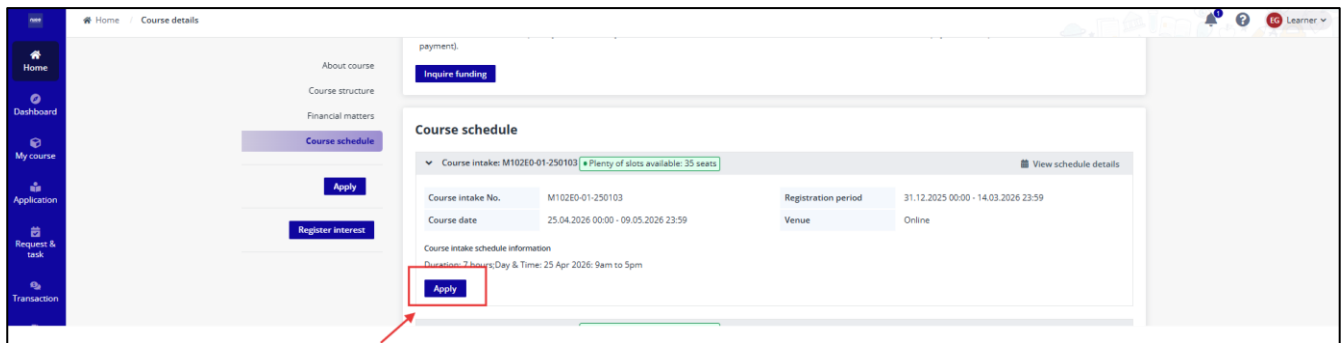 Home / Course details
1
EG Learner
Home
Dashboard
My course
Application
Request &
task
Transaction
About course
Course structure
Financial matters
Course schedule
Apply
Register interest
payment).
Inquire funding
Course schedule
Course intake: M102E0-01-250103 Plenty of slots available: 35 seats View schedule details
Course intake No. M102E0-01-250103 Registration period 31.12.2025 00:00 - 14.03.2026 23:59
Course date 25.04.2026 00:00 - 09.05.2026 23:59 Venue Online
Course intake schedule information
Duration: 7 hours;Day & Time: 25 Apr 2026: 9am to 5pm
Apply